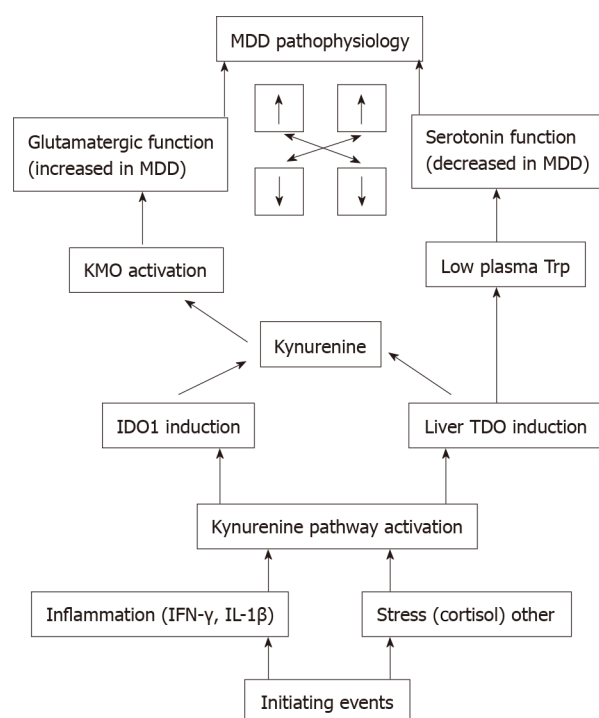 MDD pathophysiology
Glutamatergic function
(increased in MDD)
Serotonin function
(decreased in MDD)
KMO activation
Low plasma Trp
Kynurenine
IDO1 induction
Liver TDO induction
Kynurenine pathway activation
Inflammation (IFN-γ, IL-1β)
Stress (cortisol) other
Initiating events